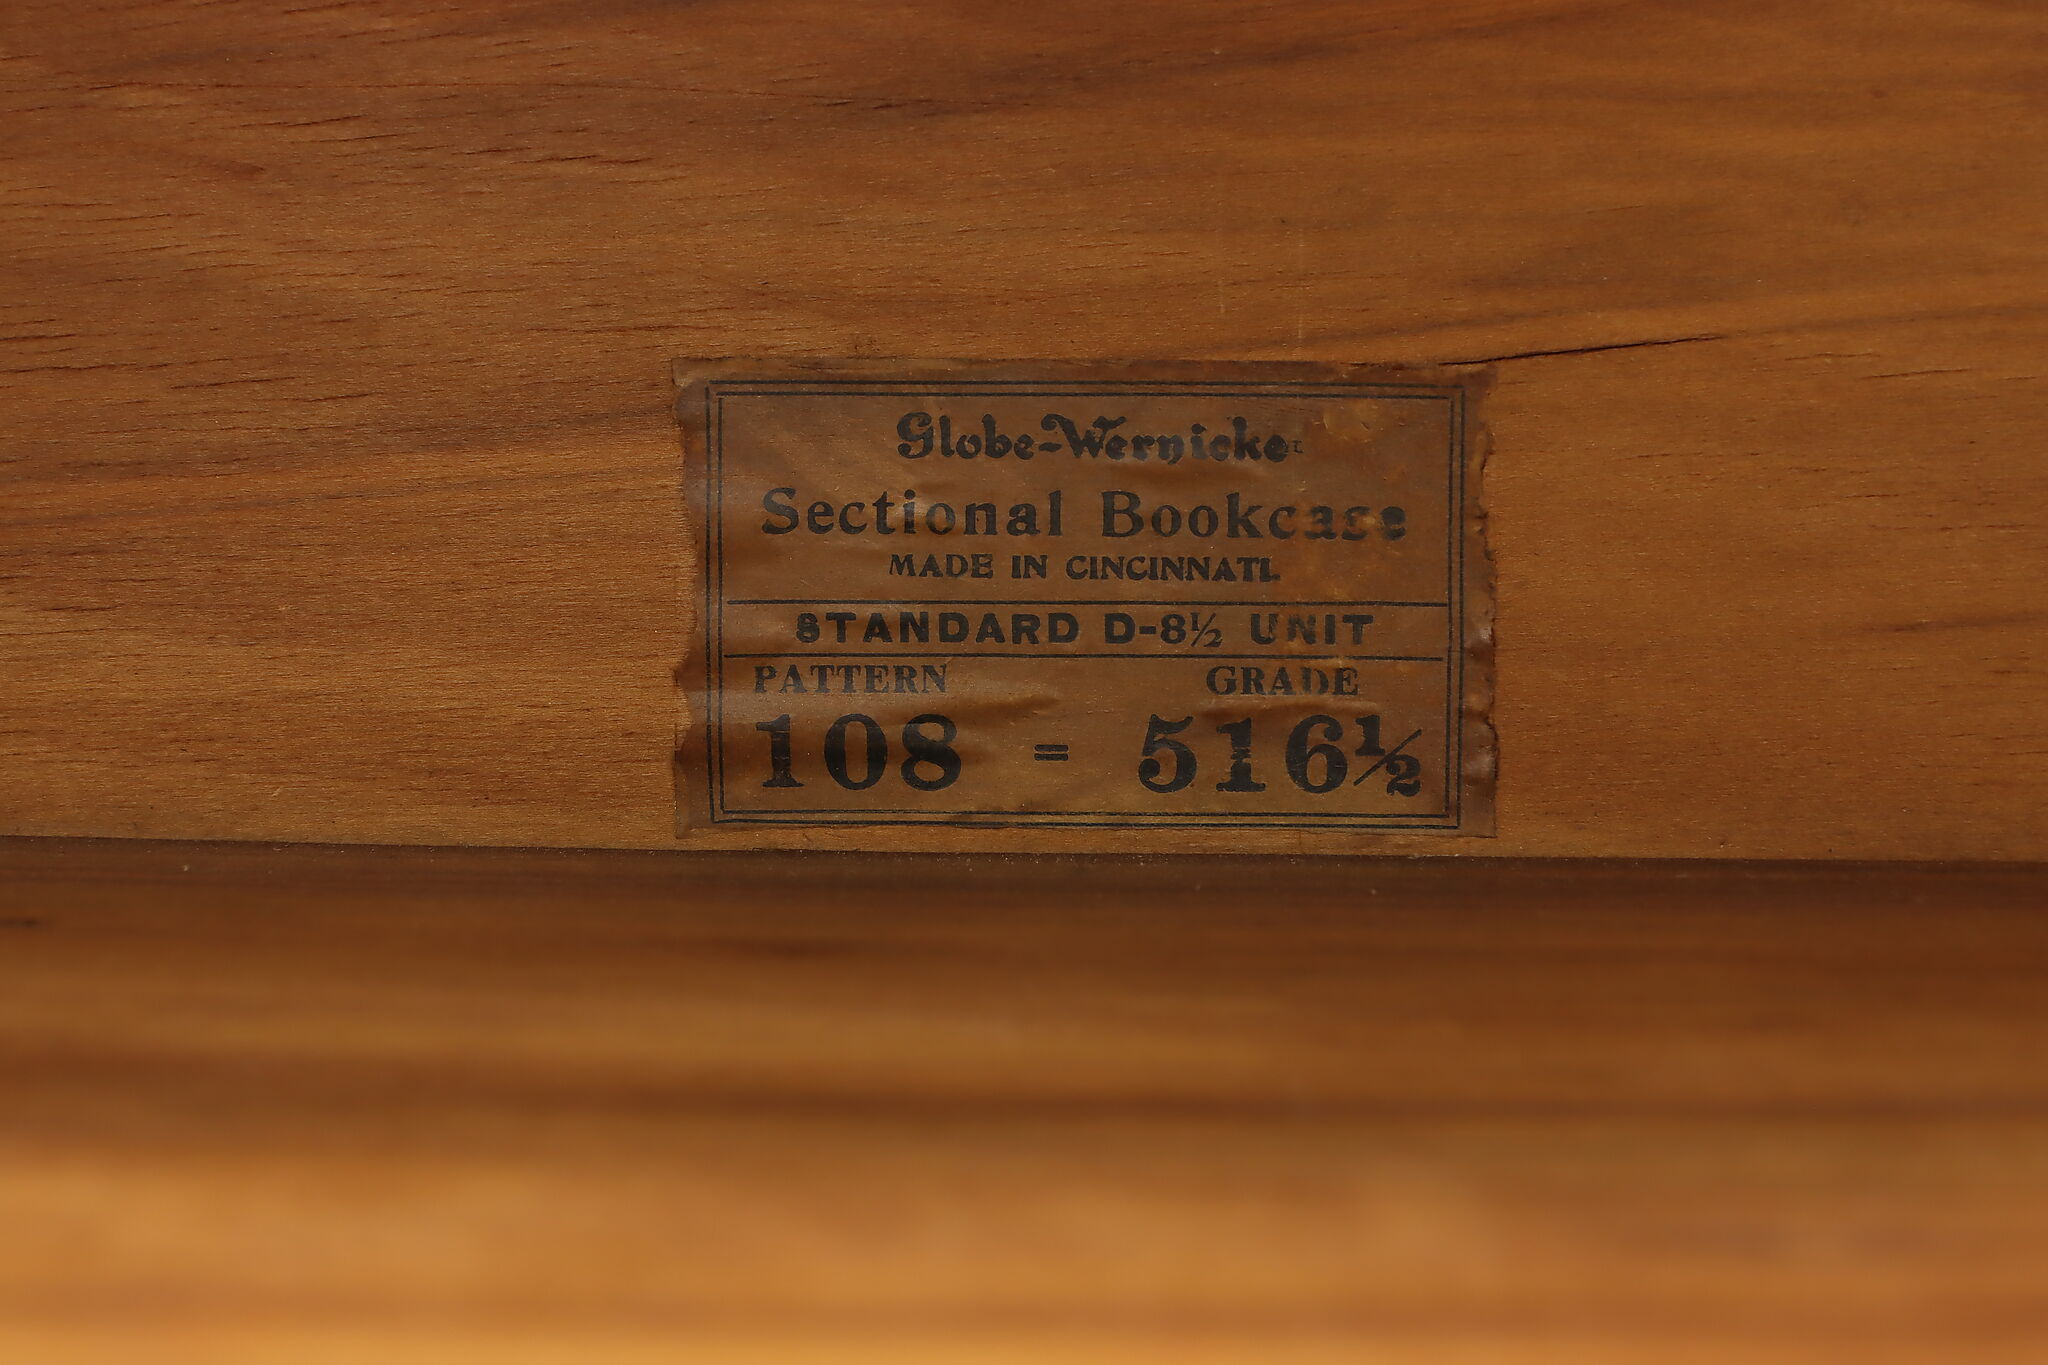 Globe-Wernicke
Sectional Bookcase
MADE IN CINCINNATI.
STANDARD D-8½ UNIT
PATTERN GRADE
108 = 516½